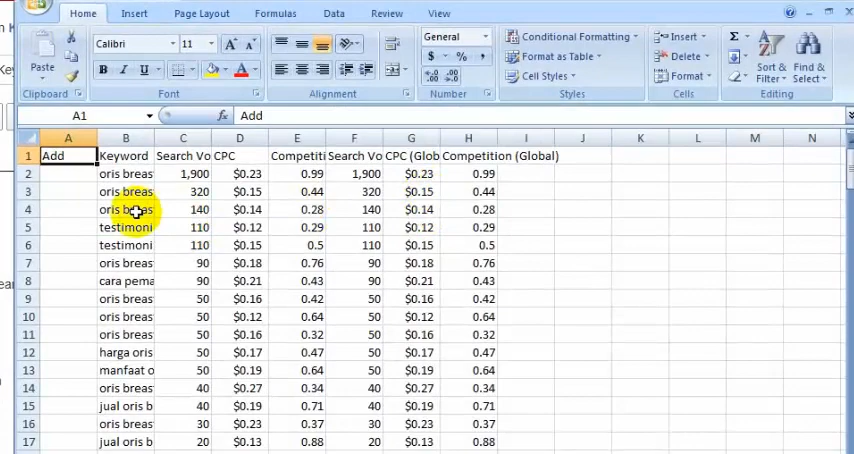 Home Insert Page Layout Formulas Data Review View
Paste
Calibri 11 General Conditional Formatting Insert Σ
B I U A $ % , Format as Table Delete
Cell Styles Format Sort & Filter Find & Select
Clipboard Font Alignment Number Styles Cells Editing
A1 fx Add
A B C D E F G H I J K L M N
1 Add Keyword Search Vo CPC Competiti Search Vo CPC (Glob Competition (Global)
2 oris breas 1,900 $0.23 0.99 1,900 $0.23 0.99
3 oris breas 320 $0.15 0.44 320 $0.15 0.44
4 oris breas 140 $0.14 0.28 140 $0.14 0.28
5 testimoni 110 $0.12 0.29 110 $0.12 0.29
6 testimoni 110 $0.15 0.5 110 $0.15 0.5
7 oris breas 90 $0.18 0.76 90 $0.18 0.76
8 cara pema 90 $0.21 0.43 90 $0.21 0.43
9 oris breas 50 $0.16 0.42 50 $0.16 0.42
10 oris breas 50 $0.12 0.64 50 $0.12 0.64
11 oris breas 50 $0.16 0.32 50 $0.16 0.32
12 harga oris 50 $0.17 0.47 50 $0.17 0.47
13 manfaat o 50 $0.19 0.64 50 $0.19 0.64
14 oris breas 40 $0.27 0.34 40 $0.27 0.34
15 jual oris b 40 $0.19 0.71 40 $0.19 0.71
16 oris breas 30 $0.23 0.37 30 $0.23 0.37
17 jual oris b 20 $0.13 0.88 20 $0.13 0.88